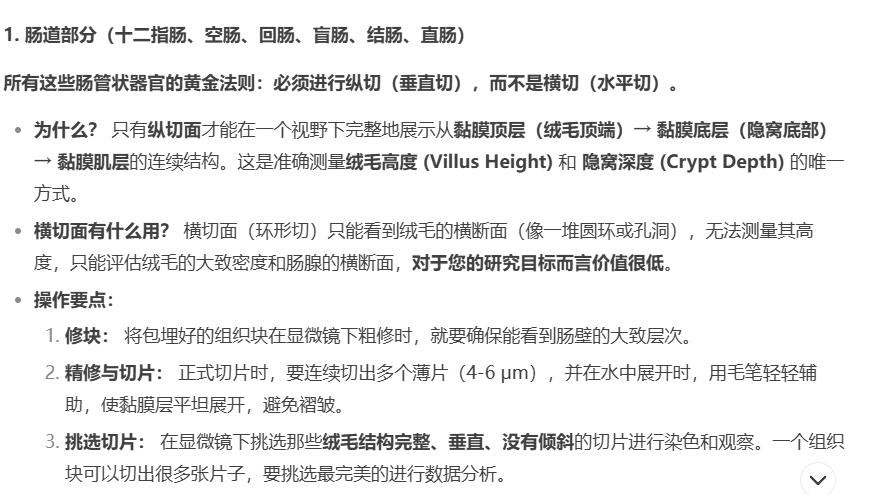 1. 肠道部分（十二指肠、空肠、回肠、盲肠、结肠、直肠）
所有这些肠管状器官的黄金法则：必须进行纵切（垂直切），而不是横切（水平切）。
• 为什么？ 只有纵切面才能在一个视野下完整地展示从黏膜顶层（绒毛顶端）→ 黏膜底层（隐窝底部）
→ 黏膜肌层的连续结构。这是准确测量绒毛高度 (Villus Height) 和 隐窝深度 (Crypt Depth) 的唯一
方式。
• 横切面有什么用？ 横切面（环形切）只能看到绒毛的横断面（像一堆圆环或孔洞），无法测量其高
度，只能评估绒毛的大致密度和肠腺的横断面，对于您的研究目标而言价值很低。
• 操作要点：
1. 修块： 将包埋好的组织块在显微镜下粗修时，就要确保能看到肠壁的大致层次。
2. 精修与切片： 正式切片时，要连续切出多个薄片（4-6 μm），并在水中展开时，用毛笔轻轻辅
助，使黏膜层平坦展开，避免褶皱。
3. 挑选切片： 在显微镜下挑选那些绒毛结构完整、垂直、没有倾斜的切片进行染色和观察。一个组织
块可以切出很多张片子，要挑选最完美的进行数据分析。